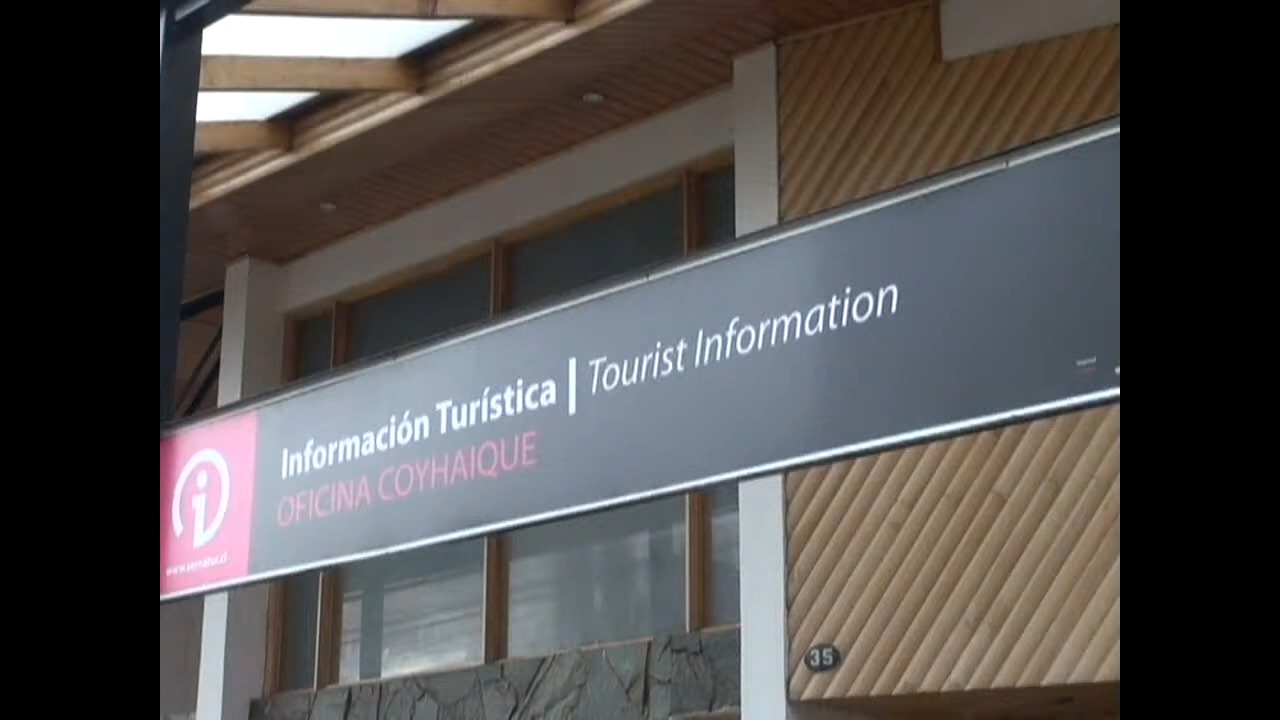 Información Turística | Tourist Information
OFICINA COYHAIQUE
i
www.sernatur.cl
35